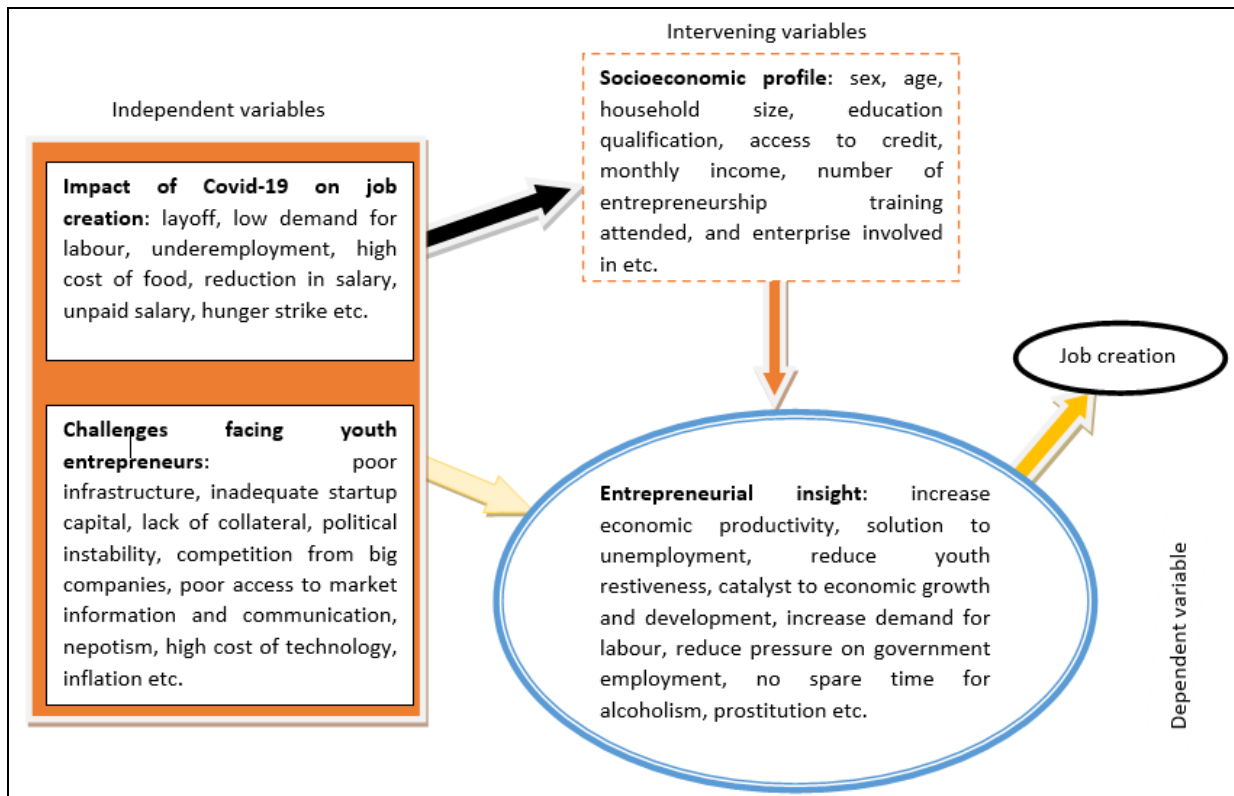 Intervening variables
Socioeconomic profile: sex, age,
household size, education
qualification, access to credit,
monthly income, number of
entrepreneurship training
attended, and enterprise involved
in etc.
Independent variables
Impact of Covid-19 on job
creation: layoff, low demand for
labour, underemployment, high
cost of food, reduction in salary,
unpaid salary, hunger strike etc.
Challenges facing youth
entrepreneurs: poor
infrastructure, inadequate startup
capital, lack of collateral, political
instability, competition from big
companies, poor access to market
information and communication,
nepotism, high cost of technology,
inflation etc.
Job creation
Entrepreneurial insight: increase
economic productivity, solution to
unemployment, reduce youth
restiveness, catalyst to economic growth
and development, increase demand for
labour, reduce pressure on government
employment, no spare time for
alcoholism, prostitution etc.
Dependent variable